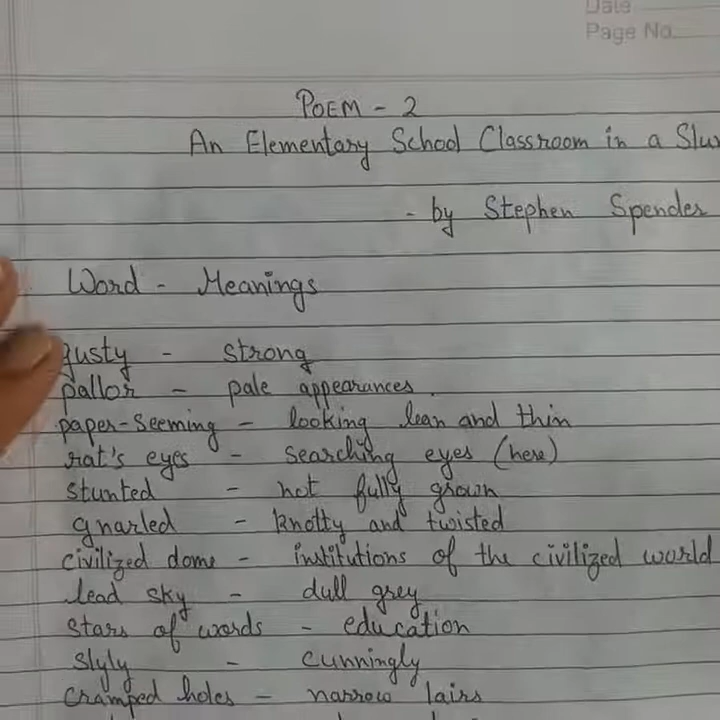 Date
Page No.
POEM - 2
An Elementary School Classroom in a Slu
- by Stephen Spender
Word - Meanings
gusty - strong
pallor - pale appearances.
paper-seeming - looking lean and thin
rat's eyes - searching eyes (here)
stunted - not fully grown
gnarled - knotty and twisted
civilized dome - institutions of the civilized world
lead sky - dull grey
stars of words - education
slyly - cunningly
cramped holes - narrow lairs